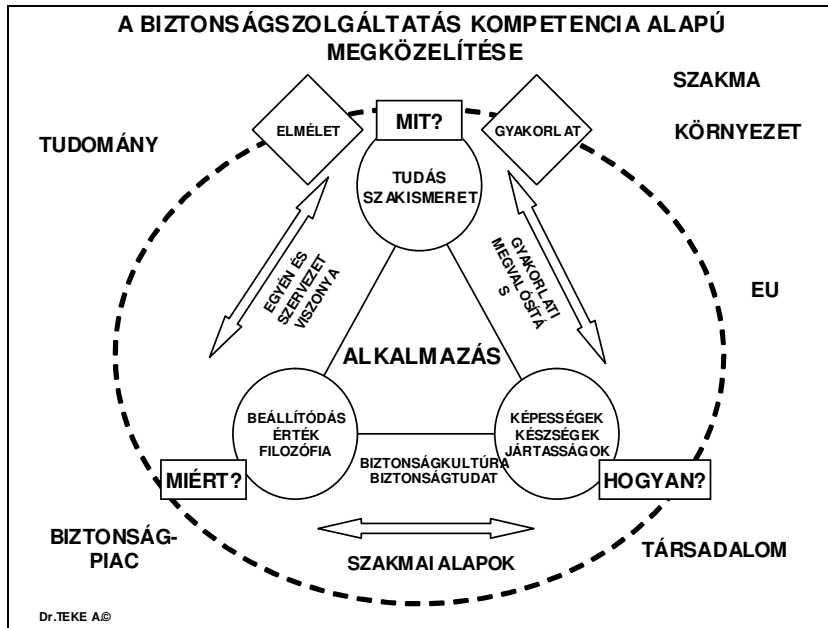 A BIZTONSÁGSZOLGÁLTATÁS KOMPETENCIA ALAPÚ
MEGKÖZELÍTÉSE
SZAKMA
TUDOMÁNY
ELMÉLET
MIT?
GYAKORLAT
KÖRNYEZET
TUDÁS
SZAKISMERET
EGYÉN ÉS
SZERVEZET
VISZONYA
GYAKORLATI
MEGVALÓSÍTÁ
S
EU
ALKALMAZÁS
BEÁLLÍTÓDÁS
ÉRTÉK
FILOZÓFIA
KÉPESSÉGEK
KÉSZSÉGEK
JÁRTASSÁGOK
BIZTONSÁGKULTÚRA
BIZTONSÁGTUDAT
MIÉRT?
HOGYAN?
BIZTONSÁG-
PIAC
SZAKMAI ALAPOK
TÁRSADALOM
Dr.TEKE A.©